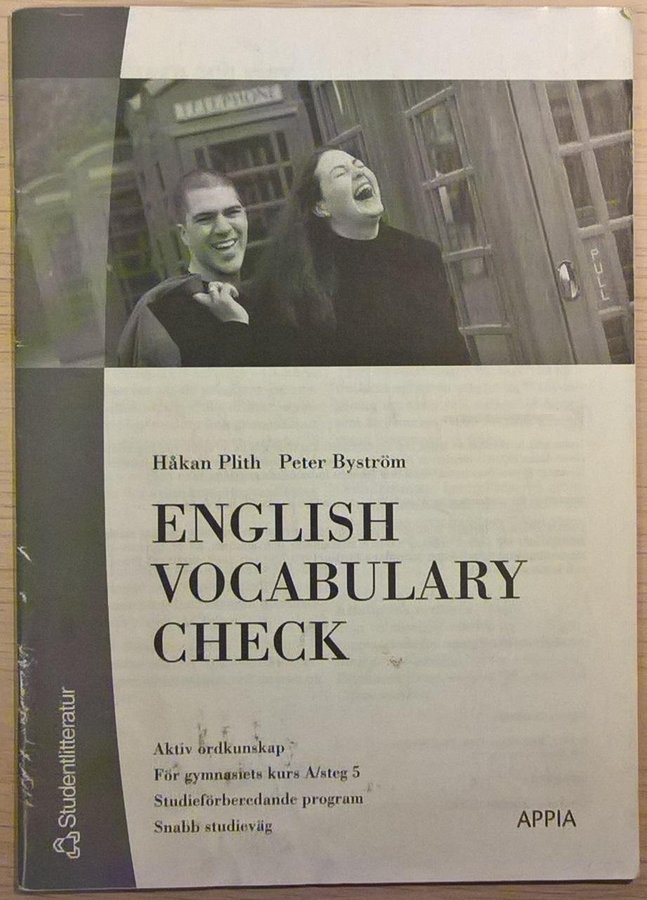 TELEPHONE
PULL
Håkan Plith Peter Byström
ENGLISH
VOCABULARY
CHECK
Aktiv ordkunskap
För gymnasiets kurs A/steg 5
Studieförberedande program
Snabb studieväg
APPIA
Studentlitteratur